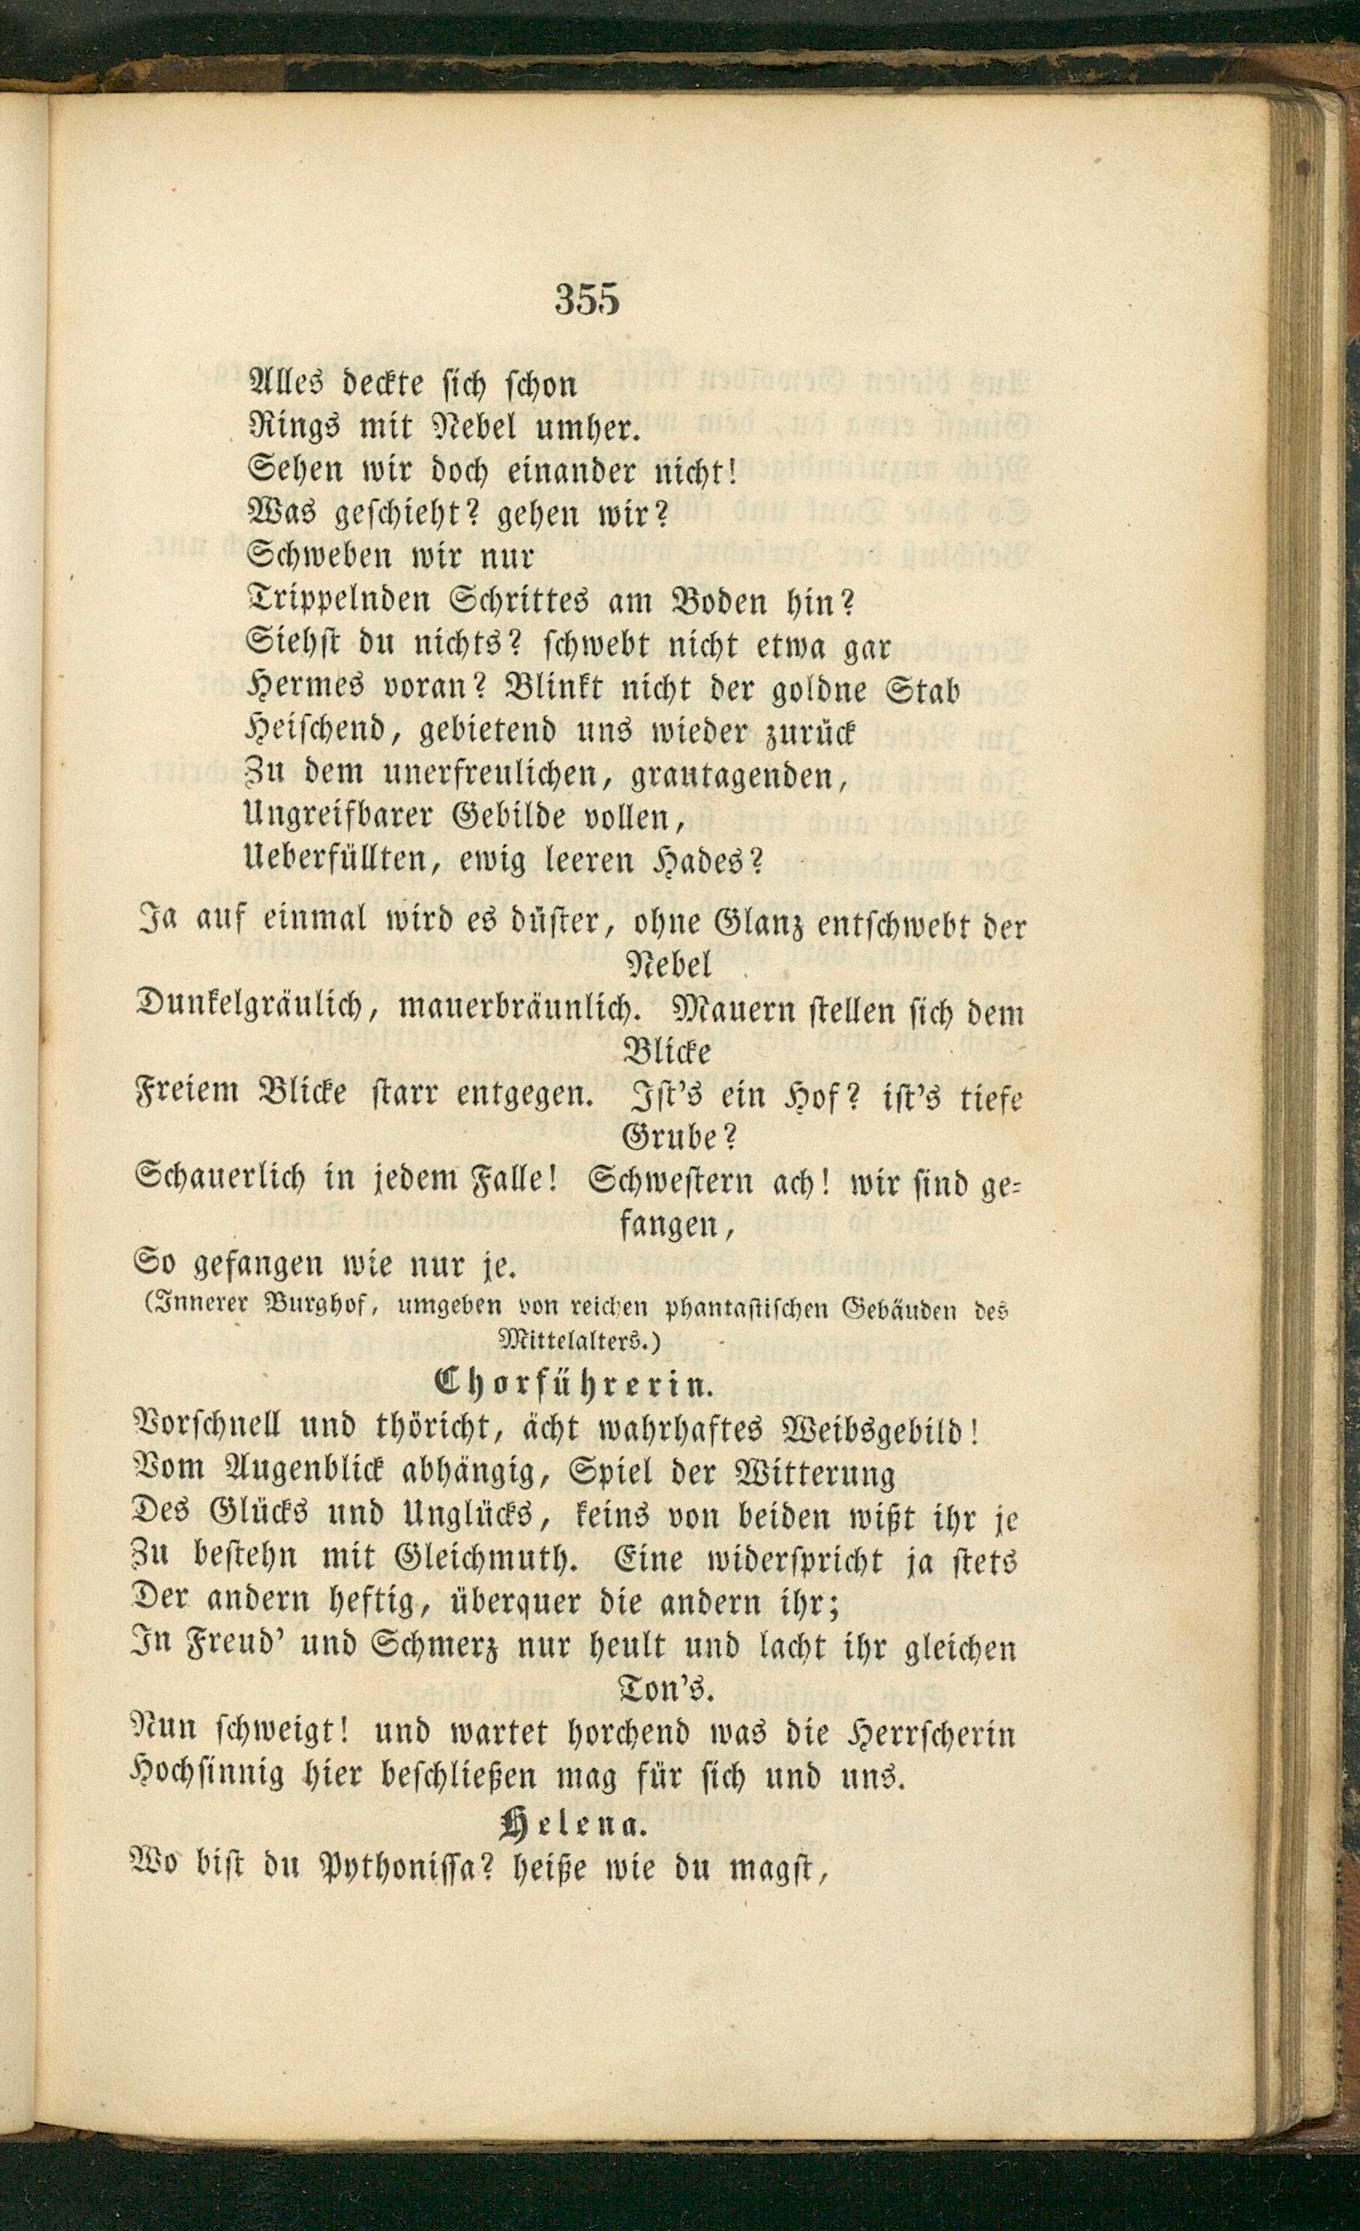 355
Alles deckte sich schon
Rings mit Nebel umher.
Sehen wir doch einander nicht!
Was geschieht? gehen wir?
Schweben wir nur
Trippelnden Schrittes am Boden hin?
Siehst du nichts? schwebt nicht etwa gar
Hermes voran? Blinkt nicht der goldne Stab
Heischend, gebietend uns wieder zurück
Zu dem unerfreulichen, grautagenden,
Ungreifbarer Gebilde vollen,
Ueberfüllten, ewig leeren Hades?
Ja auf einmal wird es düster, ohne Glanz entschwebt der
Nebel
Dunkelgräulich, mauerbräunlich. Mauern stellen sich dem
Blicke
Freiem Blicke starr entgegen. Ist's ein Hof? ist's tiefe
Grube?
Schauerlich in jedem Falle! Schwestern ach! wir sind ge-
fangen,
So gefangen wie nur je.
(Innerer Burghof, umgeben von reichen phantastischen Gebäuden des
Mittelalters.)
Chorführerin.
Vorschnell und thöricht, ächt wahrhaftes Weibsgebild!
Vom Augenblick abhängig, Spiel der Witterung
Des Glücks und Unglücks, keins von beiden wißt ihr je
Zu bestehn mit Gleichmuth. Eine widerspricht ja stets
Der andern heftig, überquer die andern ihr;
In Freud' und Schmerz nur heult und lacht ihr gleichen
Ton's.
Nun schweigt! und wartet horchend was die Herrscherin
Hochsinnig hier beschließen mag für sich und uns.
Helena.
Wo bist du Pythonissa? heiße wie du magst,